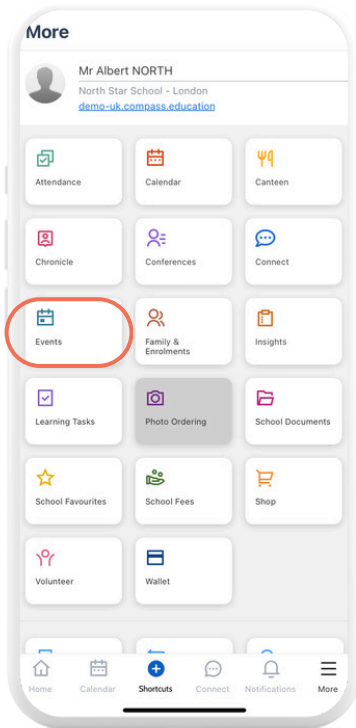 More
Mr Albert NORTH
North Star School - London
demo-uk.compass.education
Attendance
Calendar
Canteen
Chronicle
Conferences
Connect
Events
Family &
Enrolments
Insights
Learning Tasks
Photo Ordering
School Documents
School Favourites
School Fees
Shop
Volunteer
Wallet
Home
Calendar
Shortcuts
Connect
Notifications
More